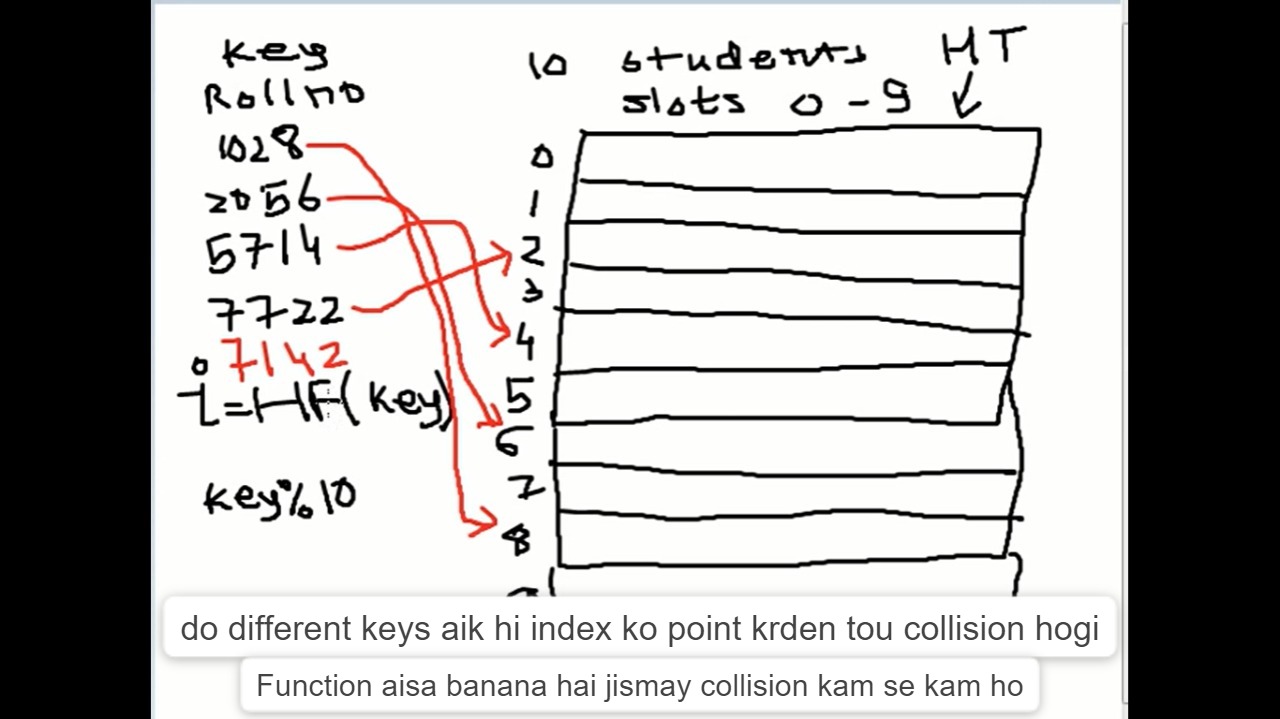 Key
Rollno
1028
2056
5714
7722
7142
i=HF(Key)
Key%10
10 students HT
slots 0-9
0
1
2
3
4
5
6
7
8
do different keys aik hi index ko point krden tou collision hogi
Function aisa banana hai jismay collision kam se kam ho